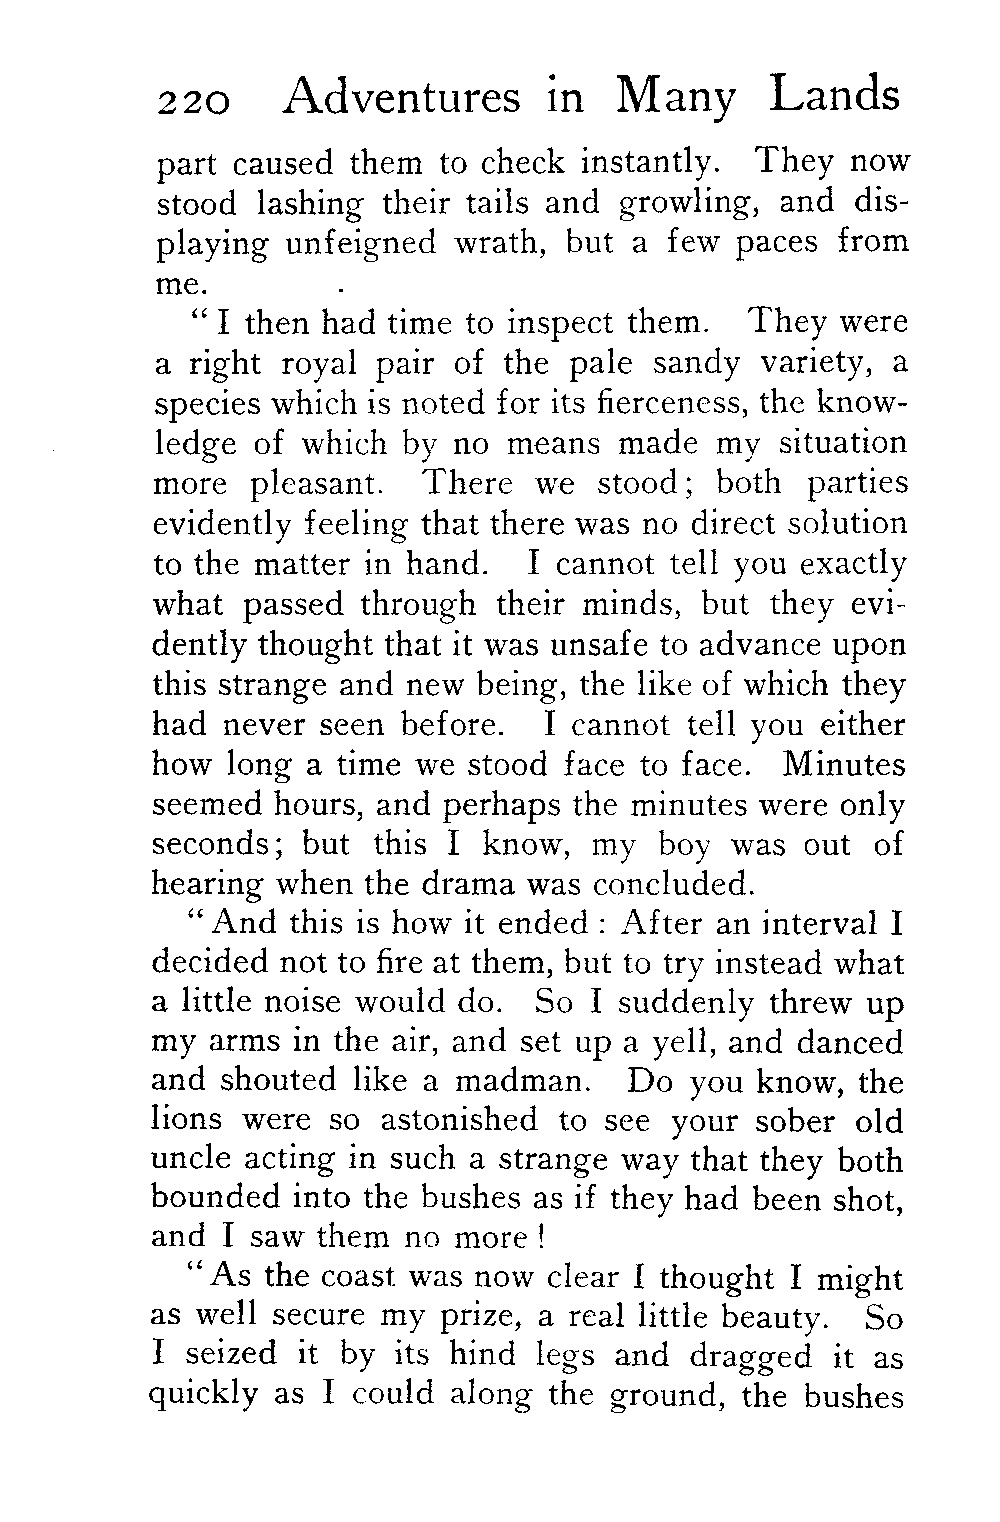 220 Adventures in Many Lands
part caused them to check instantly. They now
stood lashing their tails and growling, and dis-
playing unfeigned wrath, but a few paces from
me.
“ I then had time to inspect them. They were
a right royal pair of the pale sandy variety, a
species which is noted for its fierceness, the know-
ledge of which by no means made my situation
more pleasant. There we stood; both parties
evidently feeling that there was no direct solution
to the matter in hand. I cannot tell you exactly
what passed through their minds, but they evi-
dently thought that it was unsafe to advance upon
this strange and new being, the like of which they
had never seen before. I cannot tell you either
how long a time we stood face to face. Minutes
seemed hours, and perhaps the minutes were only
seconds; but this I know, my boy was out of
hearing when the drama was concluded.
“ And this is how it ended : After an interval I
decided not to fire at them, but to try instead what
a little noise would do. So I suddenly threw up
my arms in the air, and set up a yell, and danced
and shouted like a madman. Do you know, the
lions were so astonished to see your sober old
uncle acting in such a strange way that they both
bounded into the bushes as if they had been shot,
and I saw them no more !
“ As the coast was now clear I thought I might
as well secure my prize, a real little beauty. So
I seized it by its hind legs and dragged it as
quickly as I could along the ground, the bushes